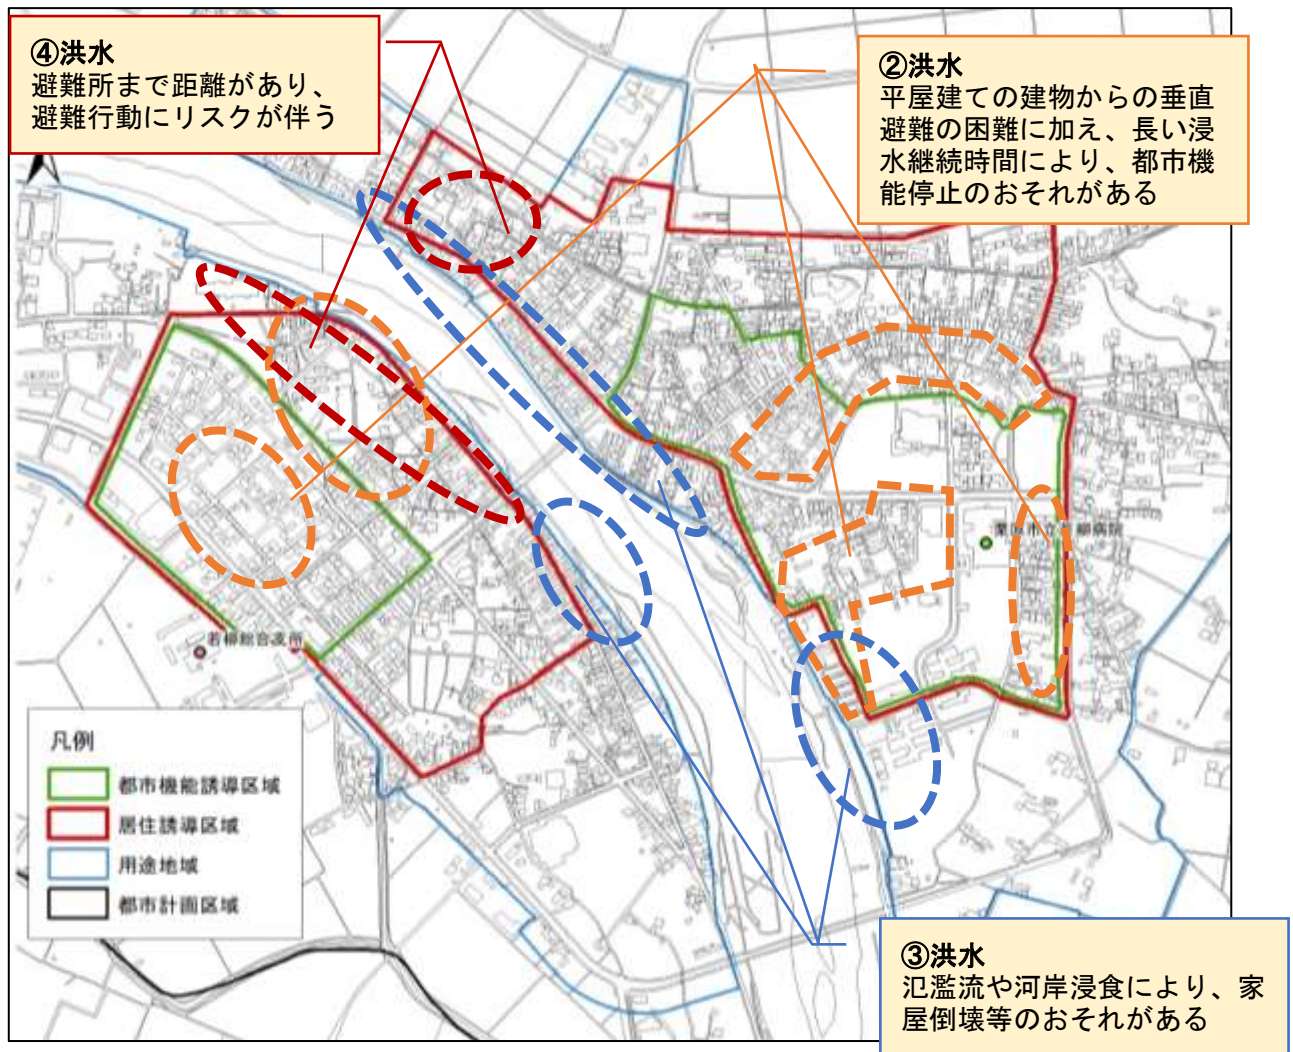 ④洪水
避難所まで距離があり、
避難行動にリスクが伴う
②洪水
平屋建ての建物からの垂直
避難の困難に加え、長い浸
水継続時間により、都市機
能停止のおそれがある
若柳総合支所
凡例
都市機能誘導区域
居住誘導区域
用途地域
都市計画区域
③洪水
氾濫流や河岸浸食により、家
屋倒壊等のおそれがある